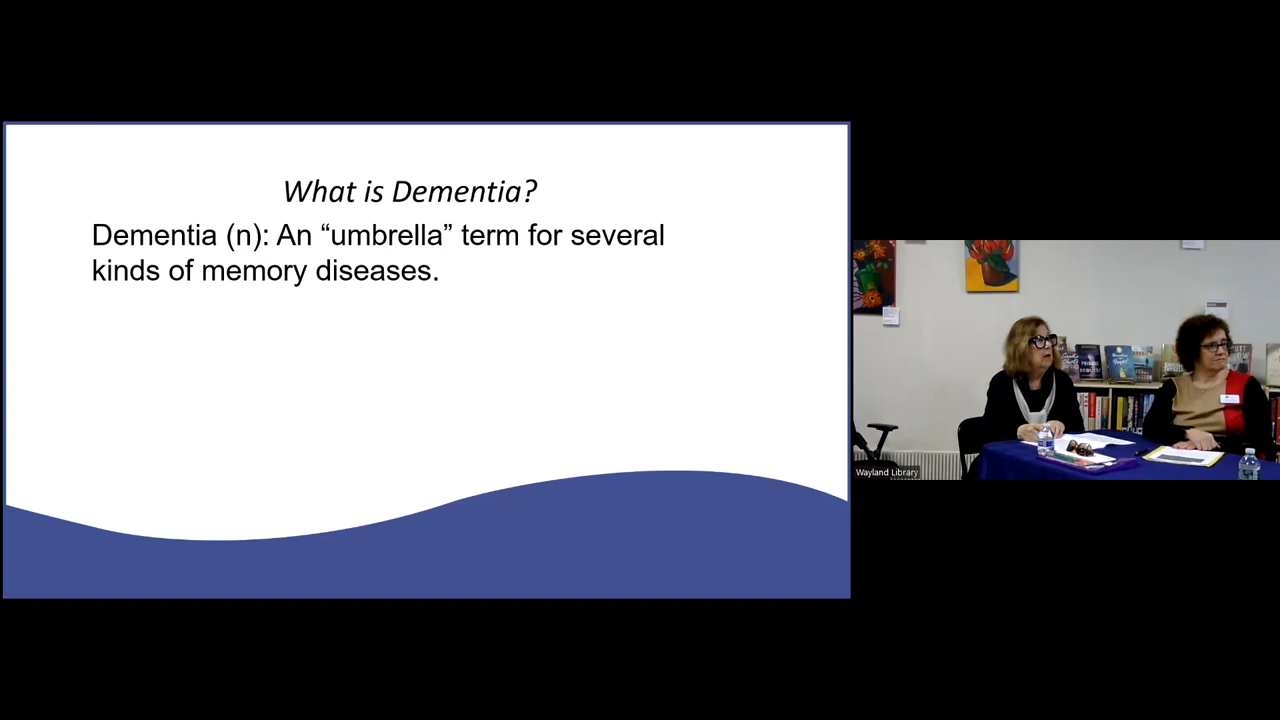 What is Dementia?
Dementia (n): An “umbrella” term for several
kinds of memory diseases.
Wayland Library